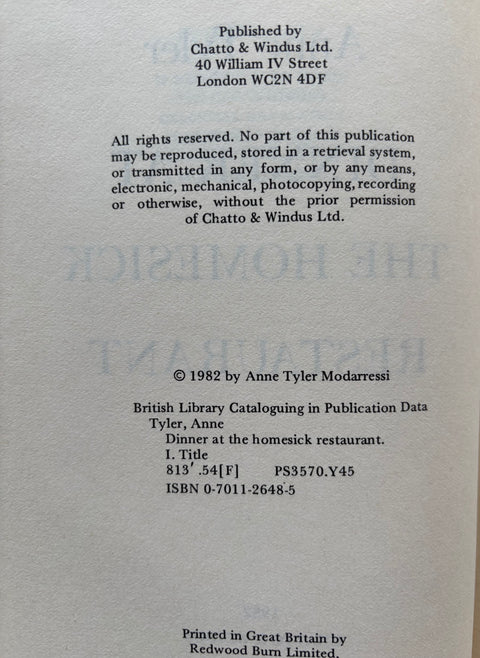 Published by
Chatto & Windus Ltd.
40 William IV Street
London WC2N 4DF
All rights reserved. No part of this publication
may be reproduced, stored in a retrieval system,
or transmitted in any form, or by any means,
electronic, mechanical, photocopying, recording
or otherwise, without the prior permission
of Chatto & Windus Ltd.
THE HOMESICK
RESTAURANT
© 1982 by Anne Tyler Modarressi
British Library Cataloguing in Publication Data
Tyler, Anne
Dinner at the homesick restaurant.
I. Title
813′.54[F] PS3570.Y45
ISBN 0-7011-2648-5
Printed in Great Britain by
Redwood Burn Limited.